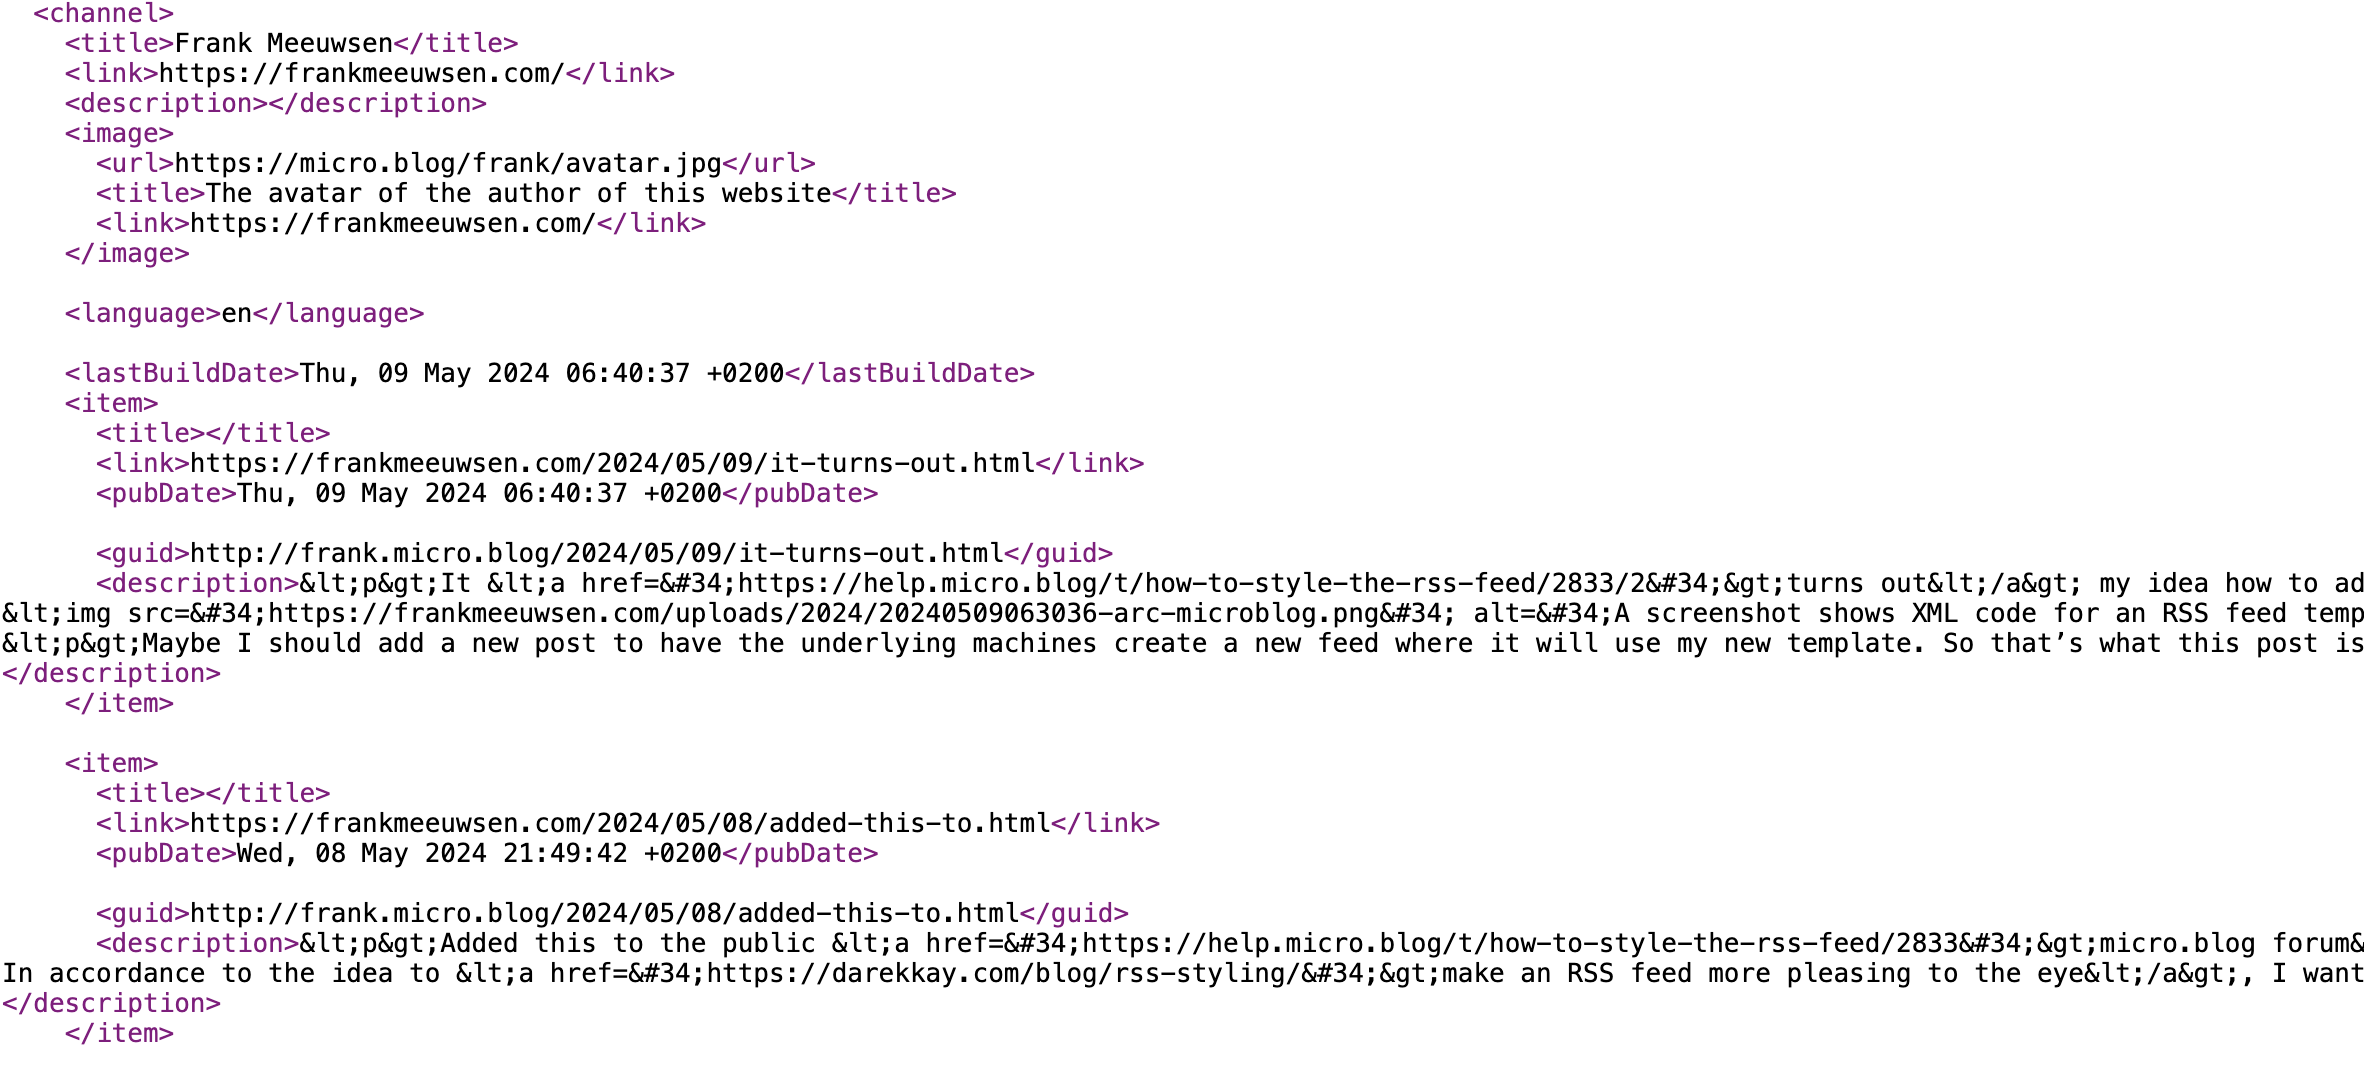 <channel>
<title>Frank Meeuwsen</title>
<link>https://frankmeeuwsen.com/</link>
<description></description>
<image>
<url>https://micro.blog/frank/avatar.jpg</url>
<title>The avatar of the author of this website</title>
<link>https://frankmeeuwsen.com/</link>
</image>
<language>en</language>
<lastBuildDate>Thu, 09 May 2024 06:40:37 +0200</lastBuildDate>
<item>
<title></title>
<link>https://frankmeeuwsen.com/2024/05/09/it-turns-out.html</link>
<pubDate>Thu, 09 May 2024 06:40:37 +0200</pubDate>
<guid>http://frank.micro.blog/2024/05/09/it-turns-out.html</guid>
<description>&lt;p&gt;It &lt;a href=&#34;https://help.micro.blog/t/how-to-style-the-rss-feed/2833/2&#34;&gt;turns out&lt;/a&gt; my idea how to ad
&lt;img src=&#34;https://frankmeeuwsen.com/uploads/2024/20240509063036-arc-microblog.png&#34; alt=&#34;A screenshot shows XML code for an RSS feed temp
&lt;p&gt;Maybe I should add a new post to have the underlying machines create a new feed where it will use my new template. So that’s what this post is
</description>
</item>
<item>
<title></title>
<link>https://frankmeeuwsen.com/2024/05/08/added-this-to.html</link>
<pubDate>Wed, 08 May 2024 21:49:42 +0200</pubDate>
<guid>http://frank.micro.blog/2024/05/08/added-this-to.html</guid>
<description>&lt;p&gt;Added this to the public &lt;a href=&#34;https://help.micro.blog/t/how-to-style-the-rss-feed/2833&#34;&gt;micro.blog forum&
In accordance to the idea to &lt;a href=&#34;https://darekkay.com/blog/rss-styling/&#34;&gt;make an RSS feed more pleasing to the eye&lt;/a&gt;, I want
</description>
</item>